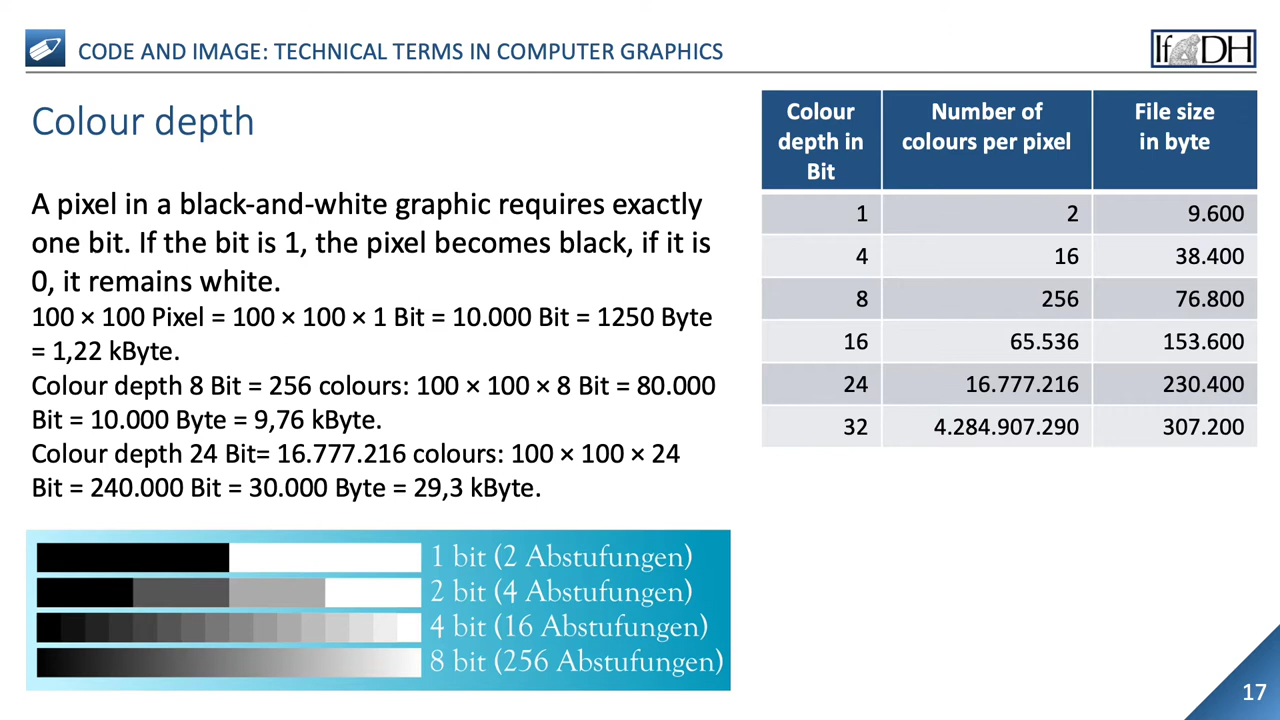 CODE AND IMAGE: TECHNICAL TERMS IN COMPUTER GRAPHICS
IfDH
Colour depth
A pixel in a black-and-white graphic requires exactly
one bit. If the bit is 1, the pixel becomes black, if it is
0, it remains white.
100 × 100 Pixel = 100 × 100 × 1 Bit = 10.000 Bit = 1250 Byte
= 1,22 kByte.
Colour depth 8 Bit = 256 colours: 100 × 100 × 8 Bit = 80.000
Bit = 10.000 Byte = 9,76 kByte.
Colour depth 24 Bit= 16.777.216 colours: 100 × 100 × 24
Bit = 240.000 Bit = 30.000 Byte = 29,3 kByte.
1 bit (2 Abstufungen)
2 bit (4 Abstufungen)
4 bit (16 Abstufungen)
8 bit (256 Abstufungen)
Colour depth in Bit Number of colours per pixel File size in byte
1 2 9.600
4 16 38.400
8 256 76.800
16 65.536 153.600
24 16.777.216 230.400
32 4.284.907.290 307.200
17